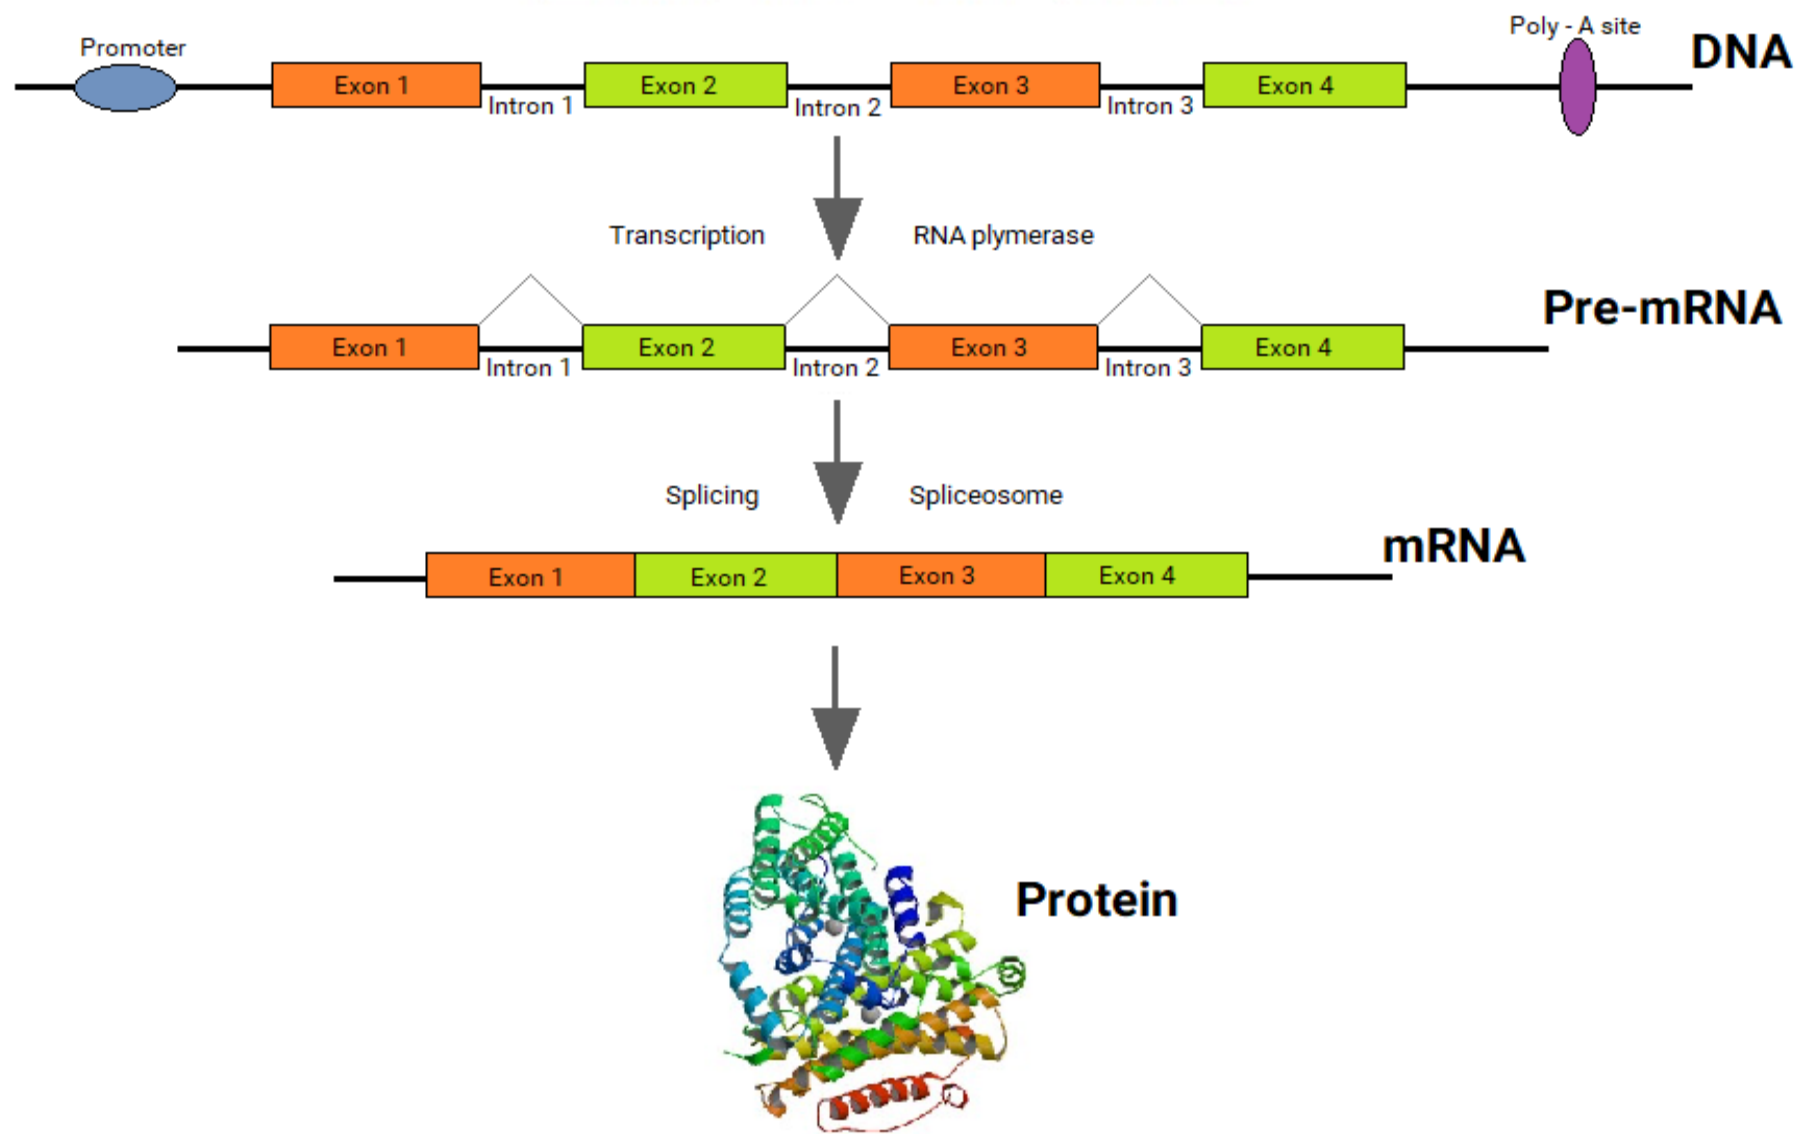 Promoter
Poly - A site
DNA
Exon 1
Exon 2
Exon 3
Exon 4
Intron 1
Intron 2
Intron 3
Transcription
RNA plymerase
Pre-mRNA
Exon 1
Exon 2
Exon 3
Exon 4
Intron 1
Intron 2
Intron 3
Splicing
Spliceosome
mRNA
Exon 1
Exon 2
Exon 3
Exon 4
Protein